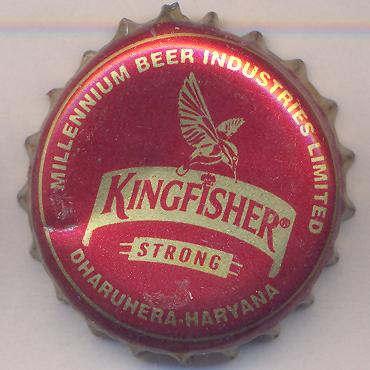 MILLENNIUM BEER INDUSTRIES LIMITED
KINGFISHER®
STRONG
DHARUHERA-HARYANA